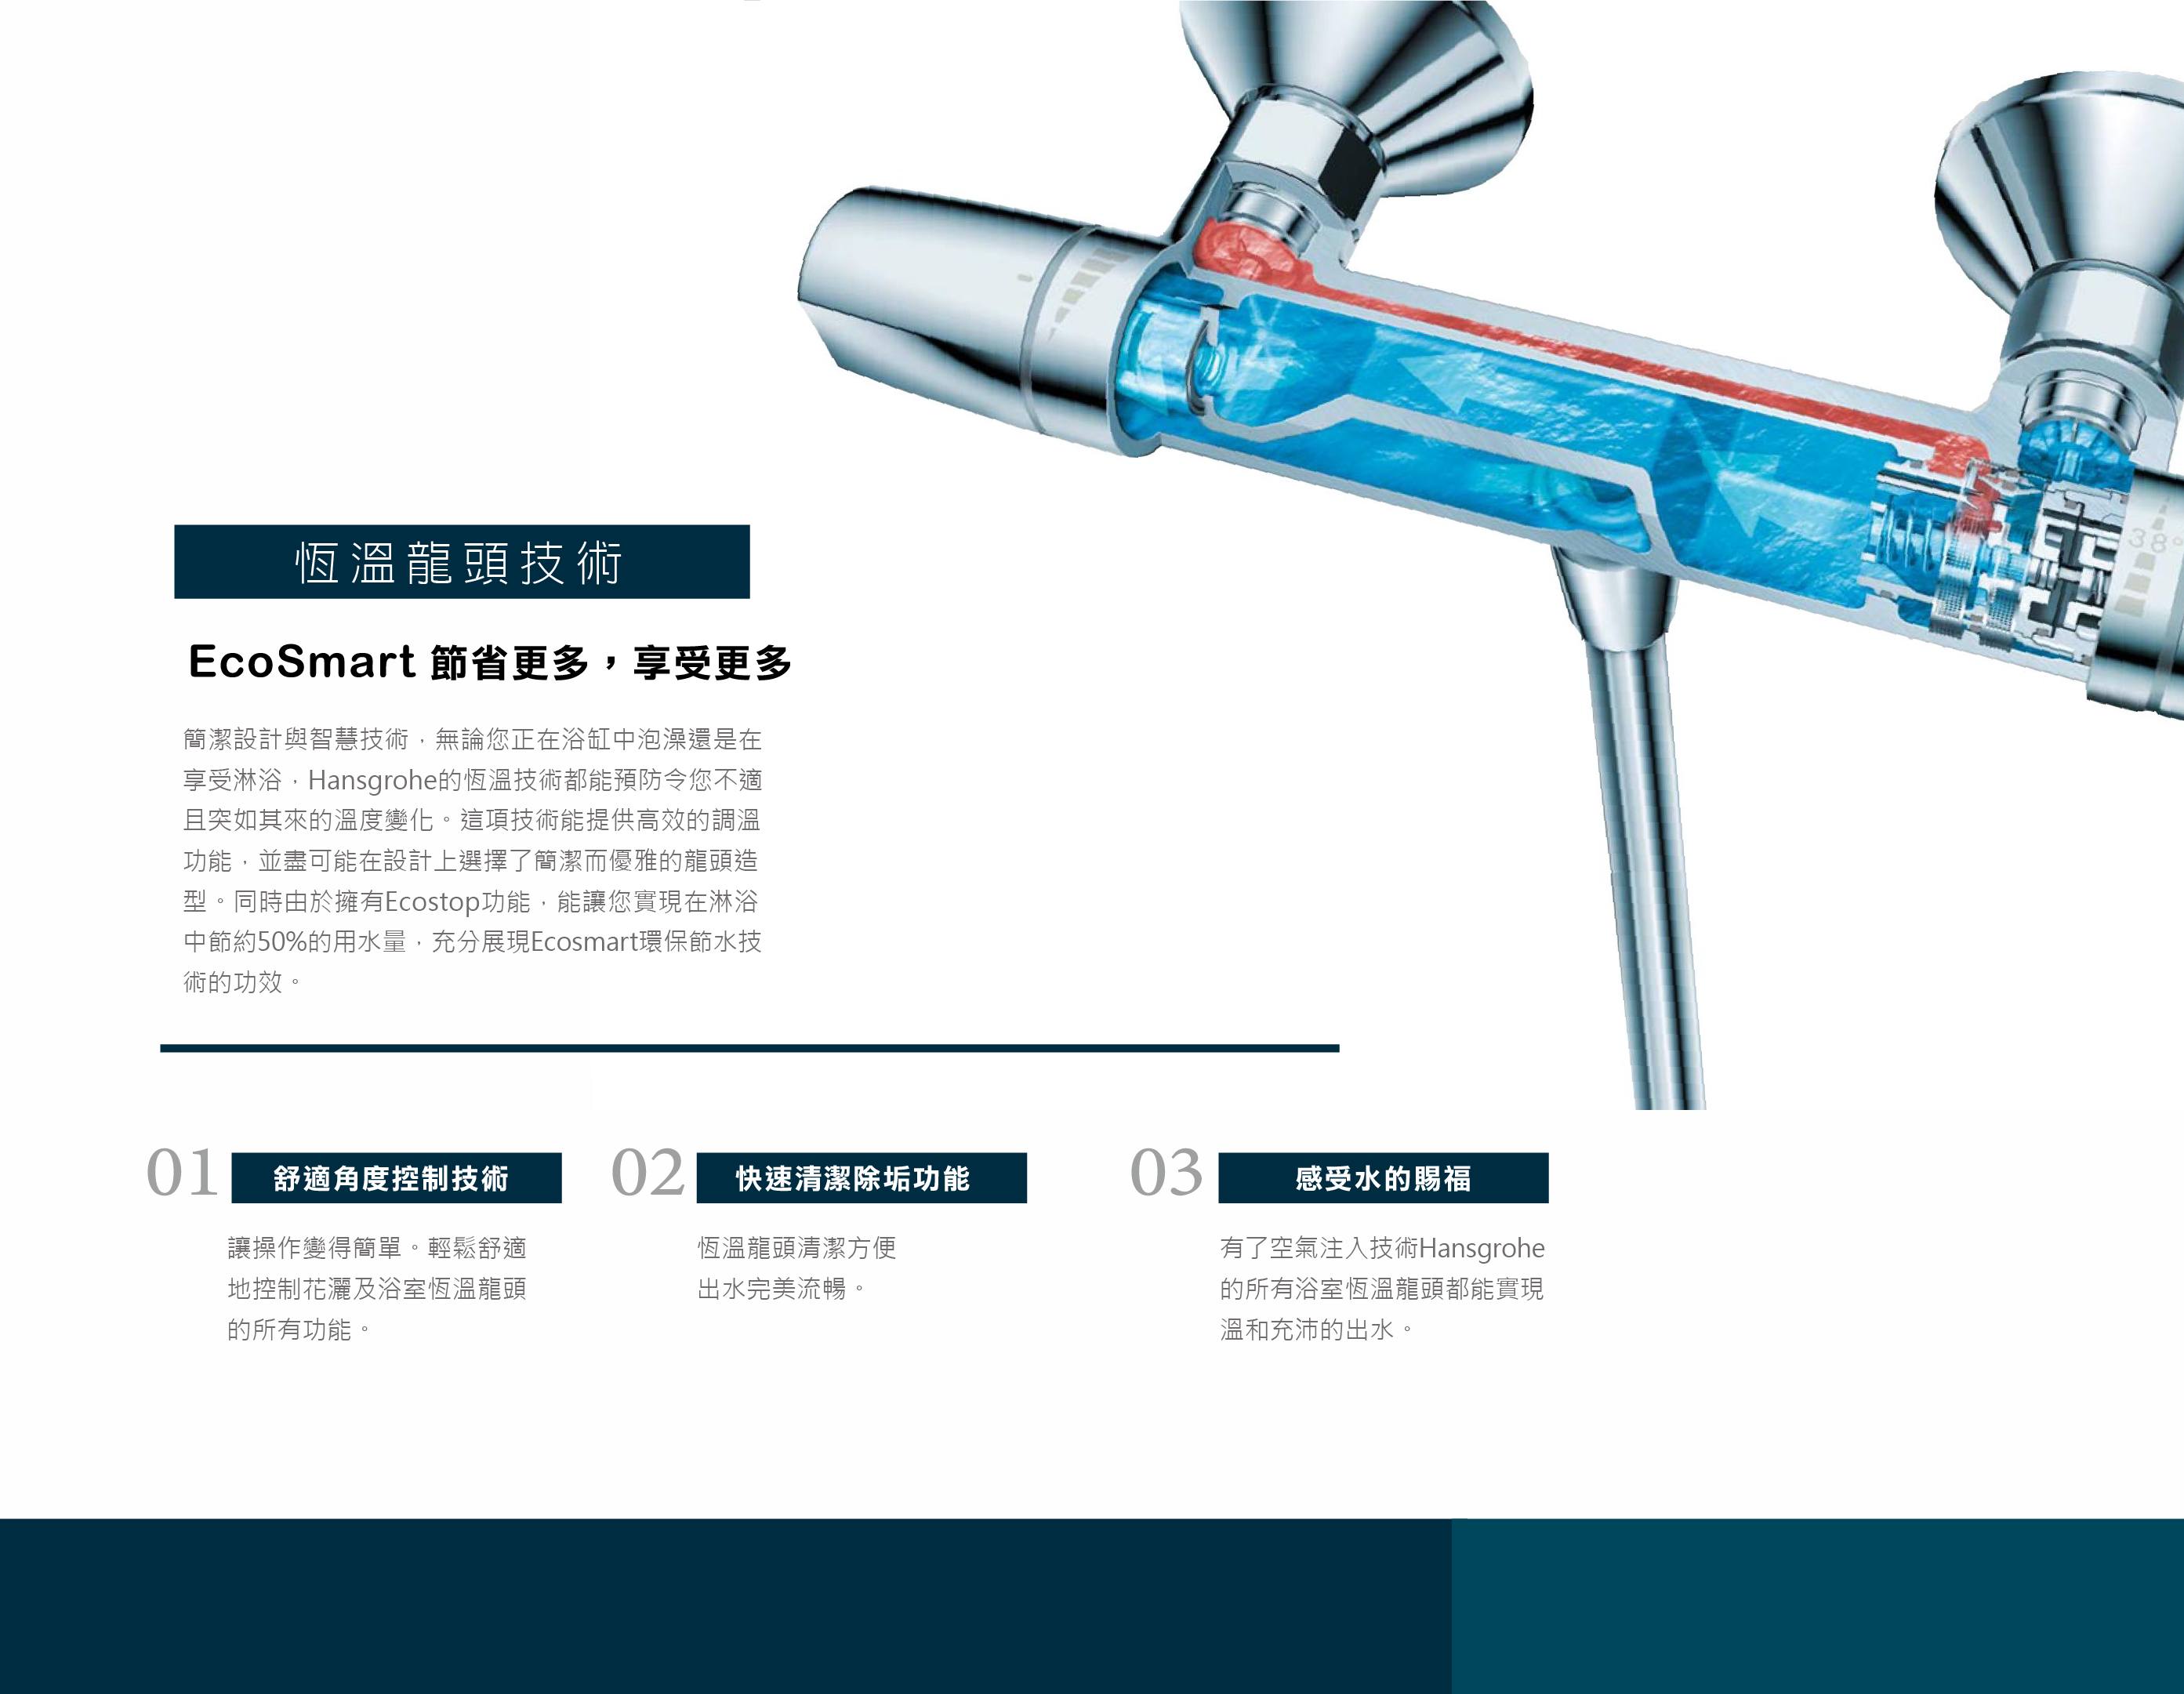 恆溫龍頭技術
EcoSmart 節省更多，享受更多
簡潔設計與智慧技術，無論您正在浴缸中泡澡還是在
享受淋浴，Hansgrohe的恆溫技術都能預防令您不適
且突如其來的溫度變化。這項技術能提供高效的調溫
功能，並盡可能在設計上選擇了簡潔而優雅的龍頭造
型。同時由於擁有Ecostop功能，能讓您實現在淋浴
中節約50%的用水量，充分展現Ecosmart環保節水技
術的功效。
38°
01 舒適角度控制技術
讓操作變得簡單。輕鬆舒適
地控制花灑及浴室恆溫龍頭
的所有功能。
02 快速清潔除垢功能
恆溫龍頭清潔方便
出水完美流暢。
03 感受水的賜福
有了空氣注入技術Hansgrohe
的所有浴室恆溫龍頭都能實現
溫和充沛的出水。